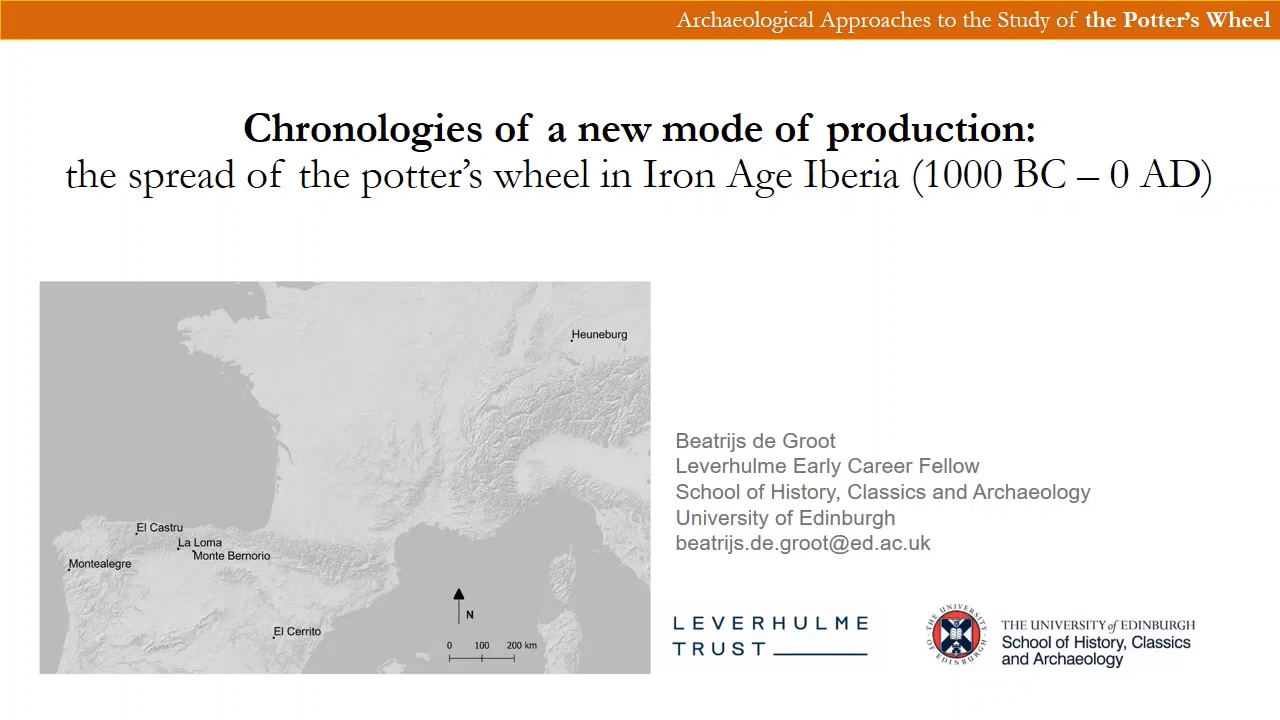 Archaeological Approaches to the Study of the Potter's Wheel
Chronologies of a new mode of production:
the spread of the potter's wheel in Iron Age Iberia (1000 BC – 0 AD)
Heuneburg
El Castru
La Loma
Monte Bernorio
Montealegre
El Cerrito
N
0 100 200 km
Beatrijs de Groot
Leverhulme Early Career Fellow
School of History, Classics and Archaeology
University of Edinburgh
beatrijs.de.groot@ed.ac.uk
LEVERHULME
TRUST
THE UNIVERSITY OF EDINBURGH
THE UNIVERSITY of EDINBURGH
School of History, Classics
and Archaeology